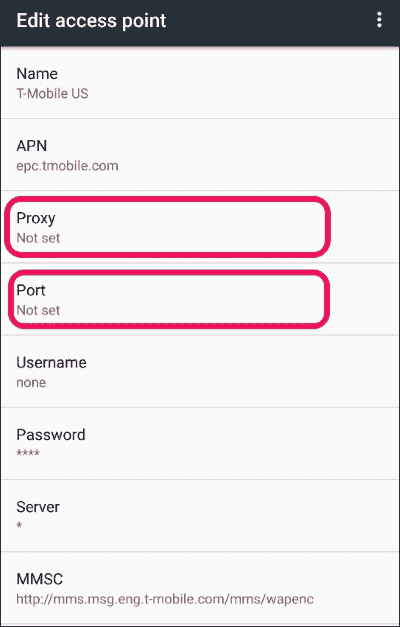 Edit access point
Name
T-Mobile US
APN
epc.tmobile.com
Proxy
Not set
Port
Not set
Username
none
Password
****
Server
*
MMSC
http://mms.msg.eng.t-mobile.com/mms/wapenc